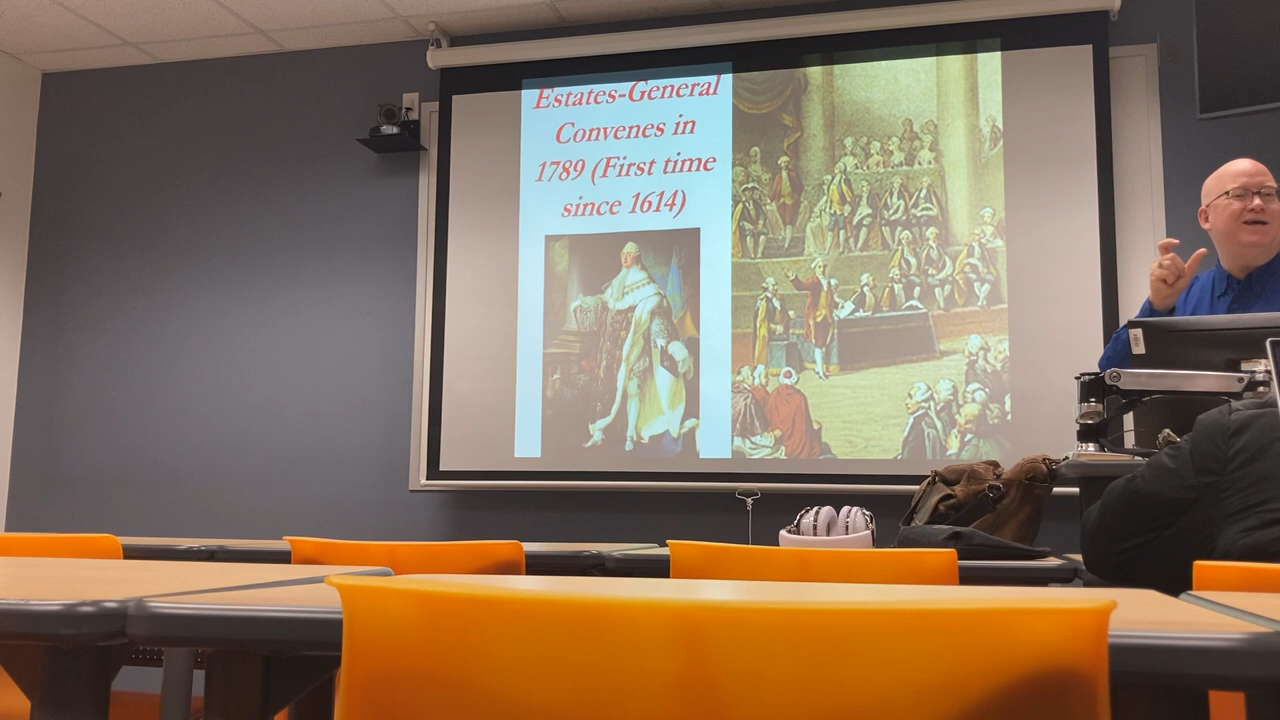 Estates-General
Convenes in
1789 (First time
since 1614)